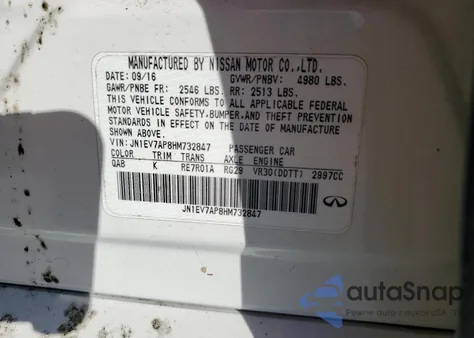 MANUFACTURED BY NISSAN MOTOR CO.,LTD.
DATE: 09/16 GVWR/PNBV: 4980 LBS.
GAWR/PNBE FR: 2546 LBS. RR: 2513 LBS.
THIS VEHICLE CONFORMS TO ALL APPLICABLE FEDERAL
MOTOR VEHICLE SAFETY,BUMPER,AND THEFT PREVENTION
STANDARDS IN EFFECT ON THE DATE OF MANUFACTURE
SHOWN ABOVE.
VIN: JN1EV7AP8HM732847 PASSENGER CAR
COLOR TRIM TRANS AXLE ENGINE
QAB K RE7R01A RG29 VR30(DDTT) 2997CC
JN1EV7AP8HM732847
autoSnap
Pewne auto z USA